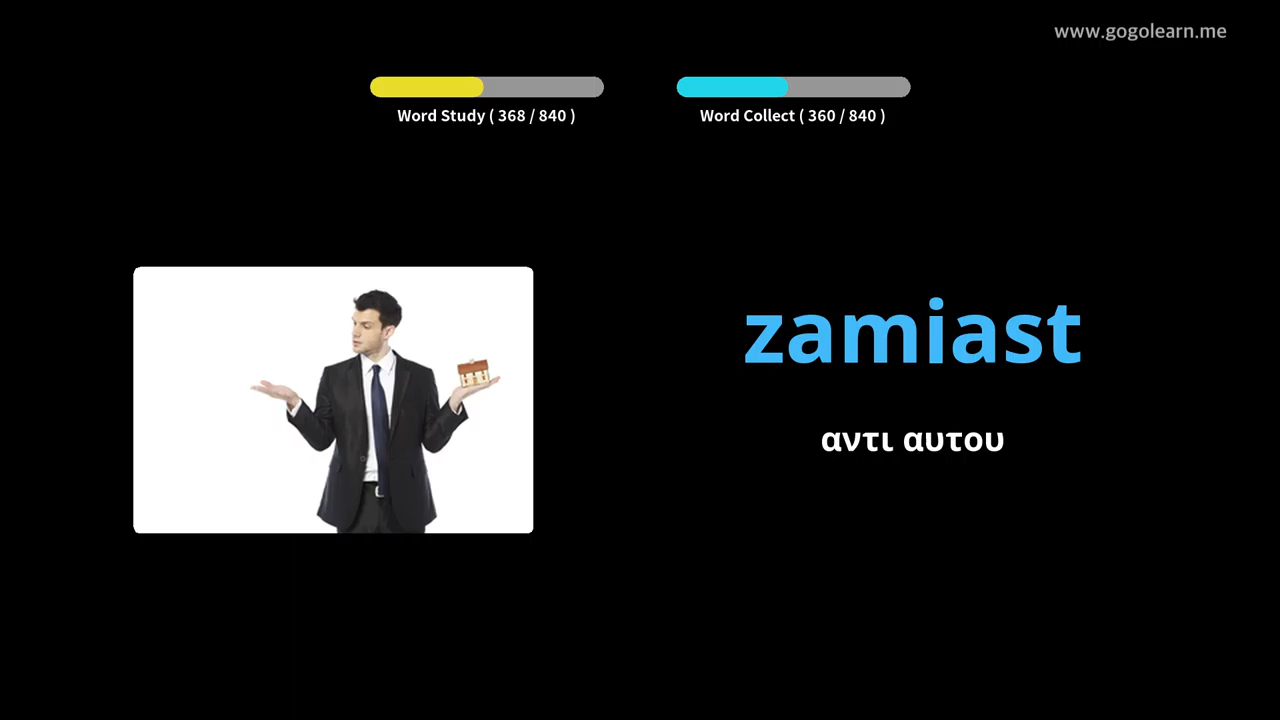 www.gogolearn.me
Word Study ( 368 / 840 )
Word Collect ( 360 / 840 )
zamiast
αντι αυτου